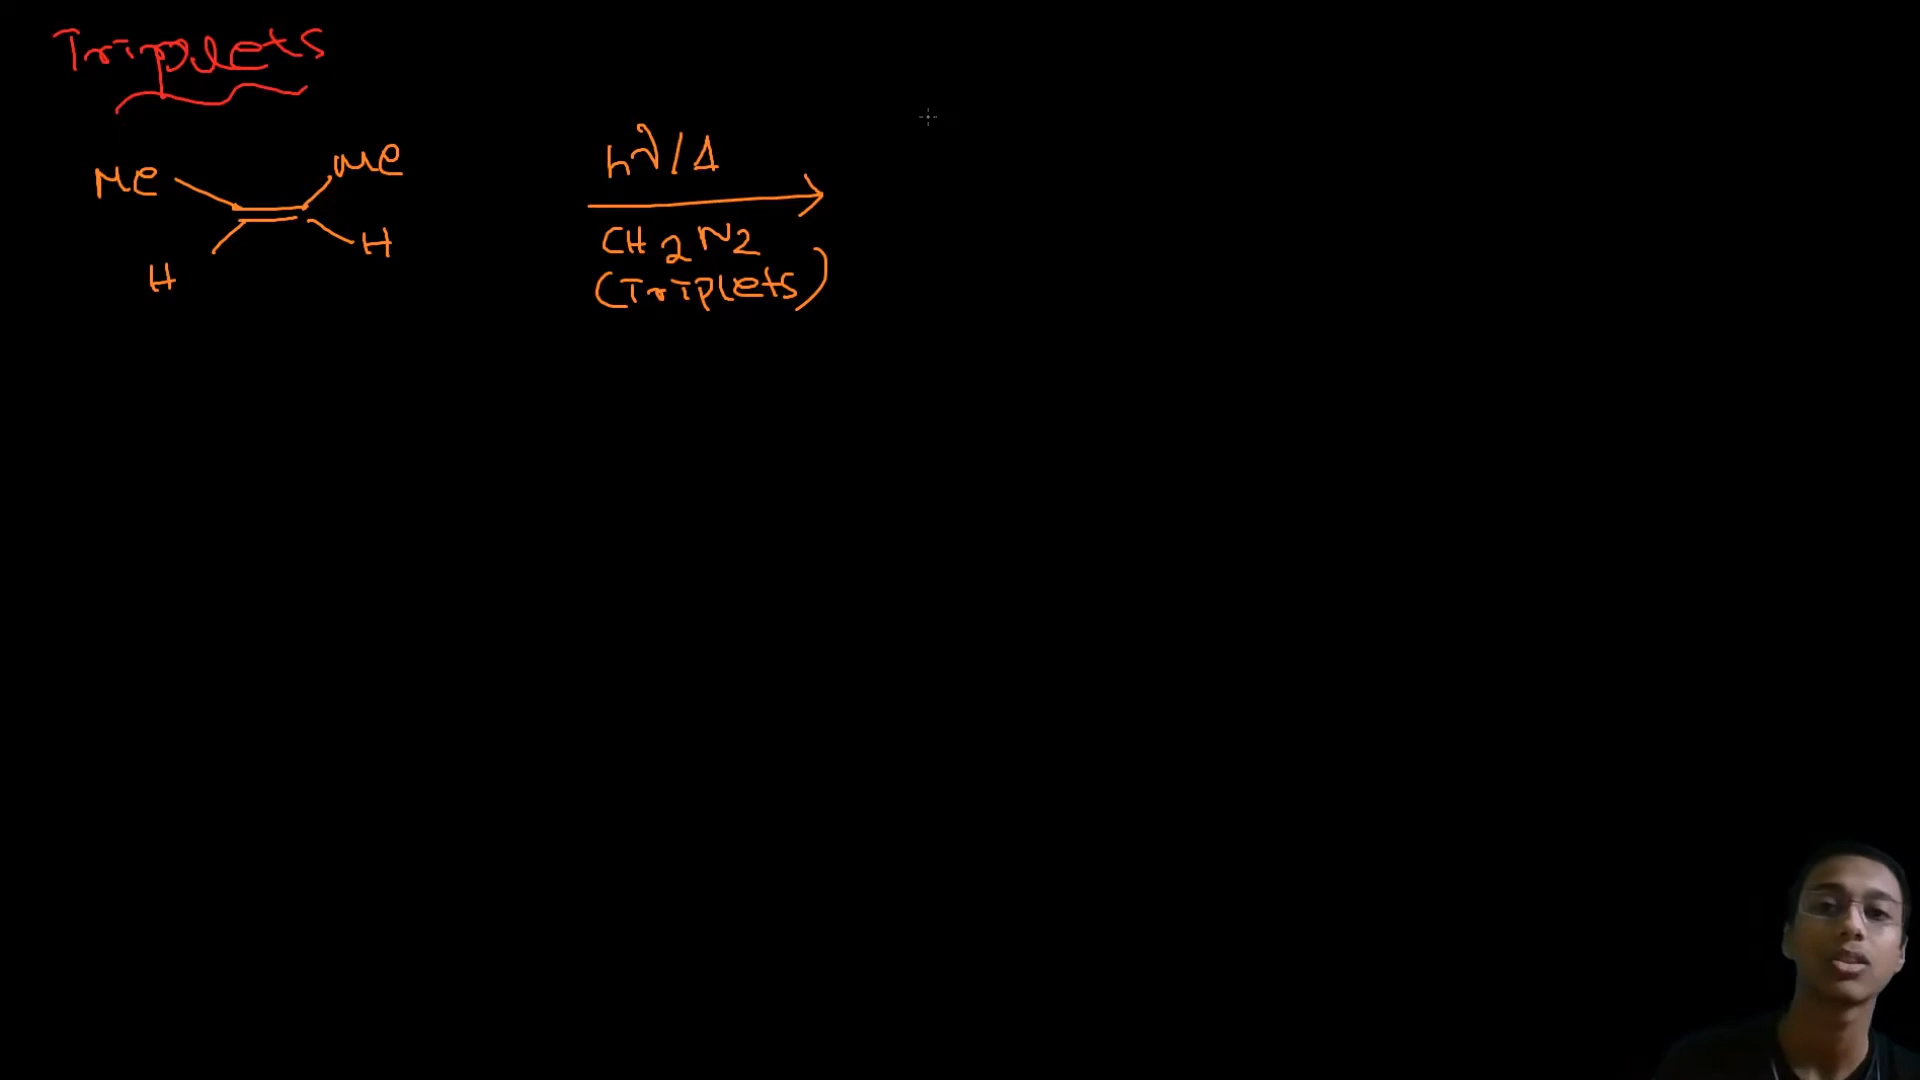 Triplets
Me Me
H H
hν/Δ
CH2N2
(Triplets)